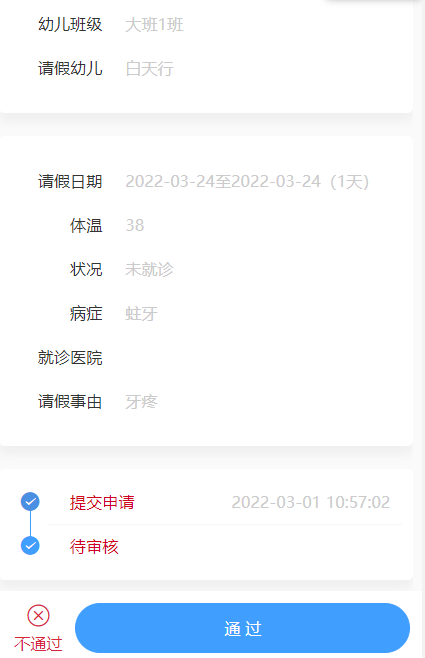 幼儿班级 大班1班
请假幼儿 白天行
请假日期 2022-03-24至2022-03-24（1天）
体温 38
状况 未就诊
病症 蛀牙
就诊医院
请假事由 牙疼
提交申请 2022-03-01 10:57:02
待审核
不通过 通过